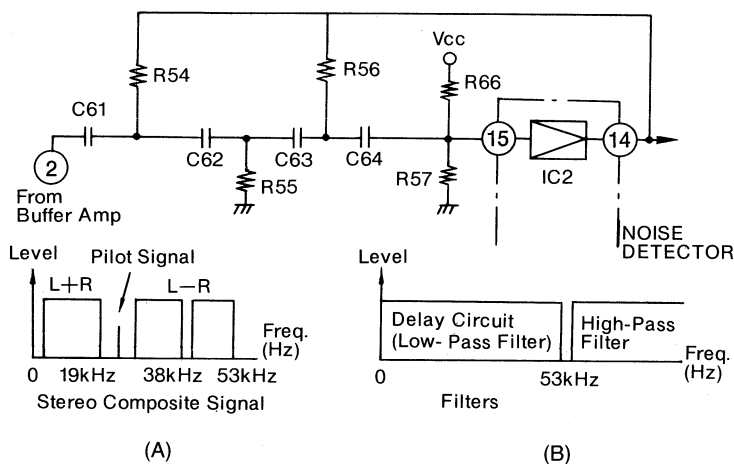 R54
R56
Vcc
R66
C61
C62
C63
C64
15
14
IC2
2
From
Buffer Amp
R55
R57
NOISE
DETECTOR
Level
Pilot Signal
L+R
L−R
Freq.
(Hz)
0
19kHz
38kHz
53kHz
Stereo Composite Signal
(A)
Level
Delay Circuit
(Low- Pass Filter)
High-Pass
Filter
Freq.
(Hz)
0
53kHz
Filters
(B)